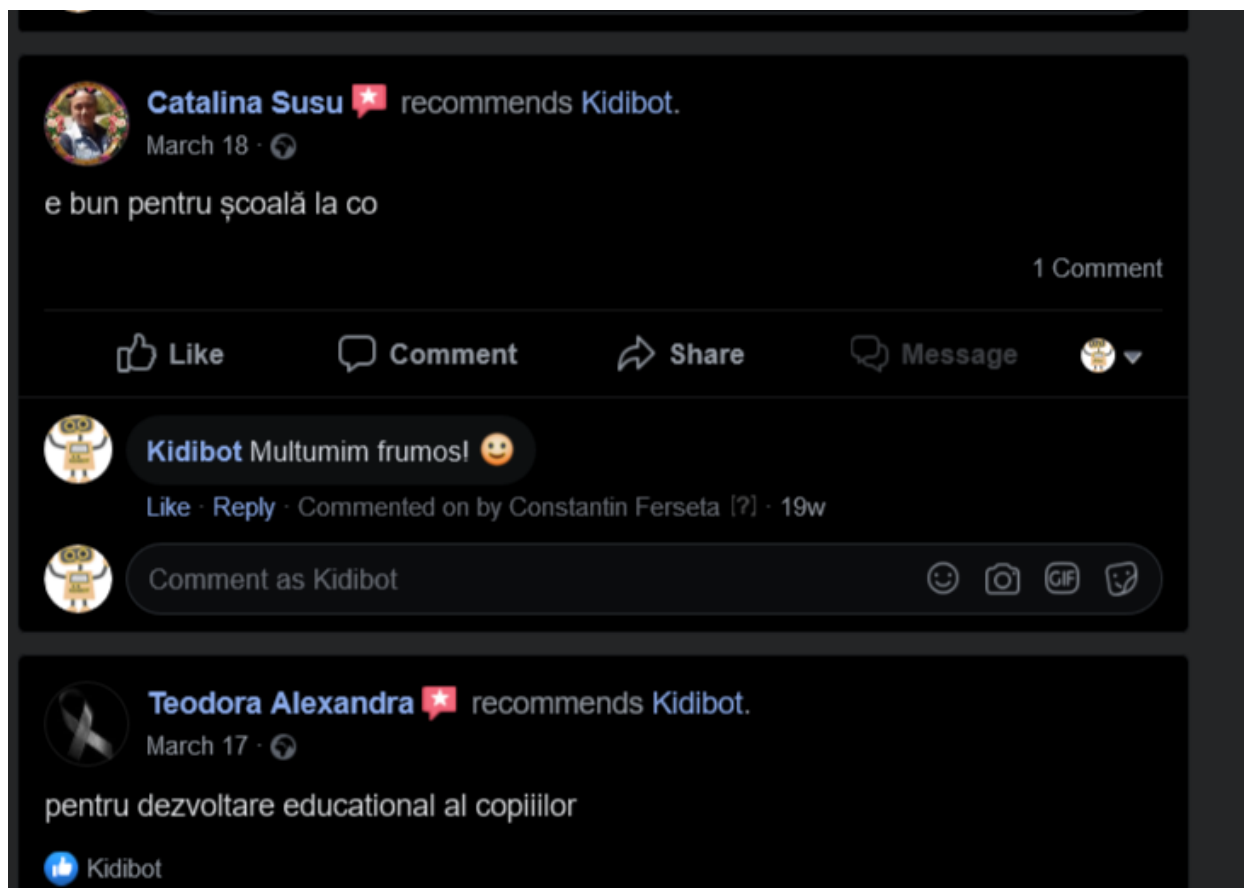 Catalina Susu recommends Kidibot.
March 18 ·
e bun pentru școală la co
1 Comment
Like Comment Share Message
Kidibot Multumim frumos! 🙂
Like · Reply · Commented on by Constantin Ferseta [?] · 19w
Comment as Kidibot GIF
Teodora Alexandra recommends Kidibot.
March 17 ·
pentru dezvoltare educational al copiiilor
Kidibot